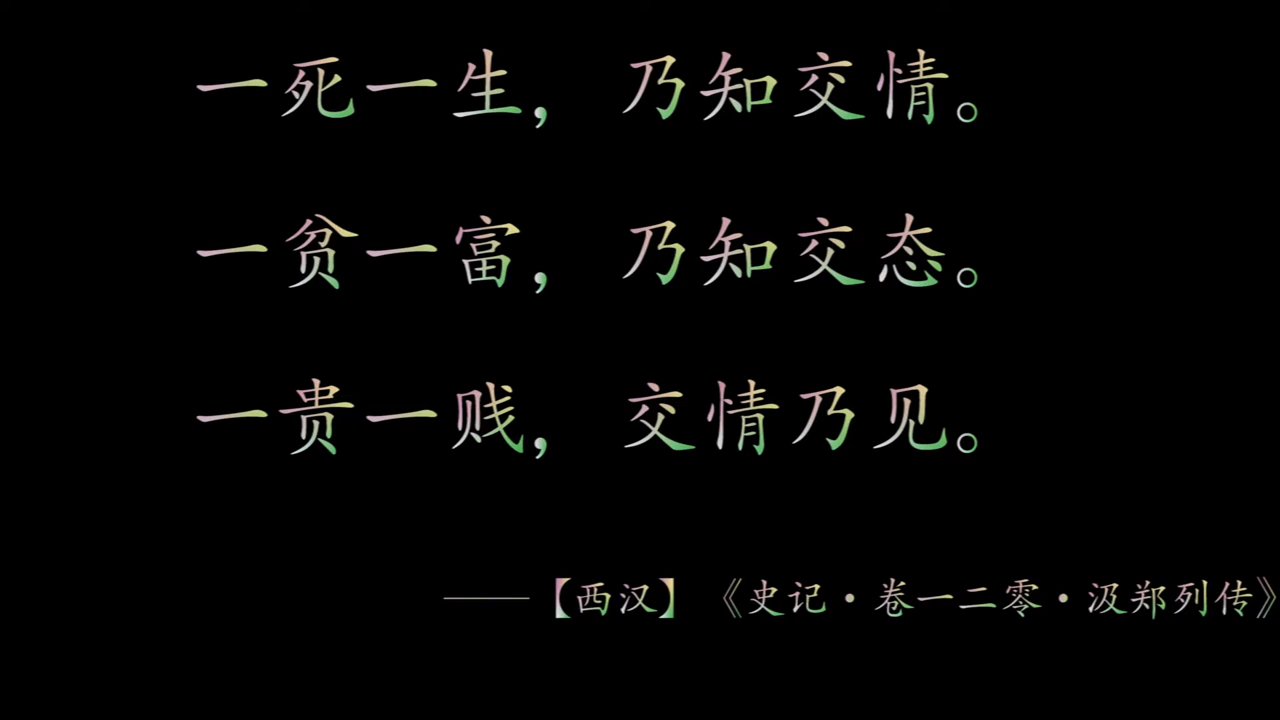 一死一生，乃知交情。
一贫一富，乃知交态。
一贵一贱，交情乃见。
——【西汉】《史记·卷一二零·汲郑列传》